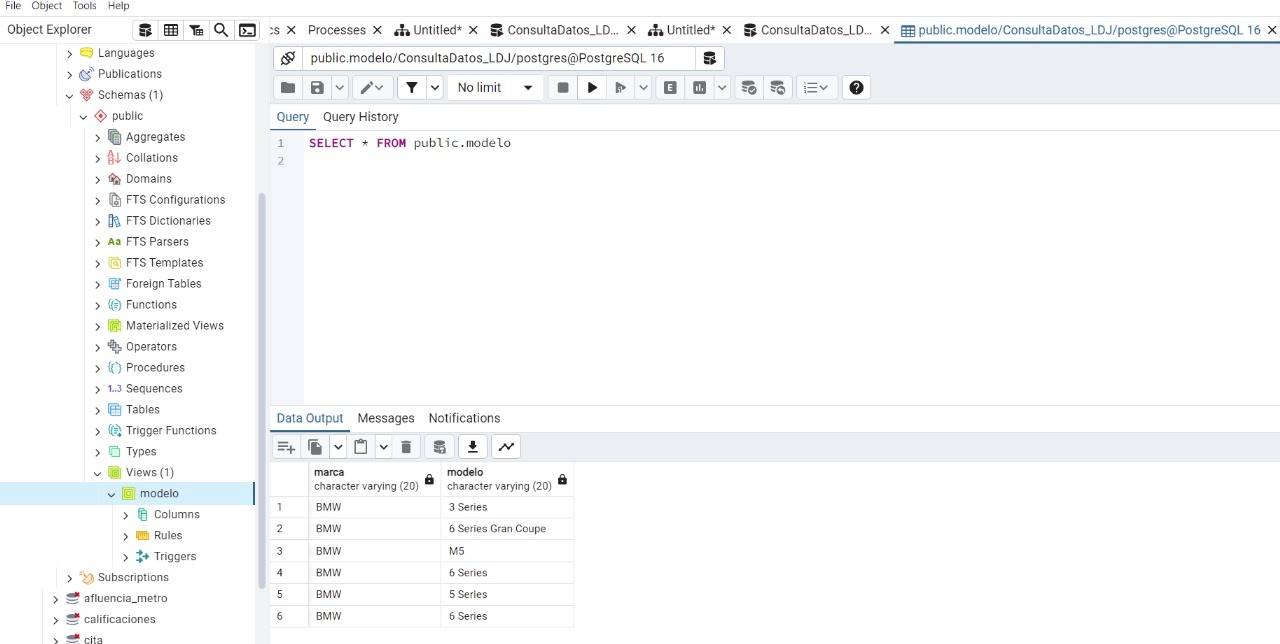 File Object Tools Help
Object Explorer
cs Processes Untitled* ConsultaDatos_LD... Untitled* ConsultaDatos_LD... public.modelo/ConsultaDatos_LDJ/postgres@PostgreSQL 16
Languages
Publications
Schemas (1)
public
Aggregates
Collations
Domains
FTS Configurations
FTS Dictionaries
Aa FTS Parsers
FTS Templates
Foreign Tables
Functions
Materialized Views
Operators
Procedures
1..3 Sequences
Tables
Trigger Functions
Types
Views (1)
modelo
Columns
Rules
Triggers
Subscriptions
afluencia_metro
calificaciones
cita
public.modelo/ConsultaDatos_LDJ/postgres@PostgreSQL 16
No limit E
Query Query History
1 SELECT * FROM public.modelo
2
Data Output Messages Notifications
marca modelo
character varying (20) character varying (20)
1 BMW 3 Series
2 BMW 6 Series Gran Coupe
3 BMW M5
4 BMW 6 Series
5 BMW 5 Series
6 BMW 6 Series